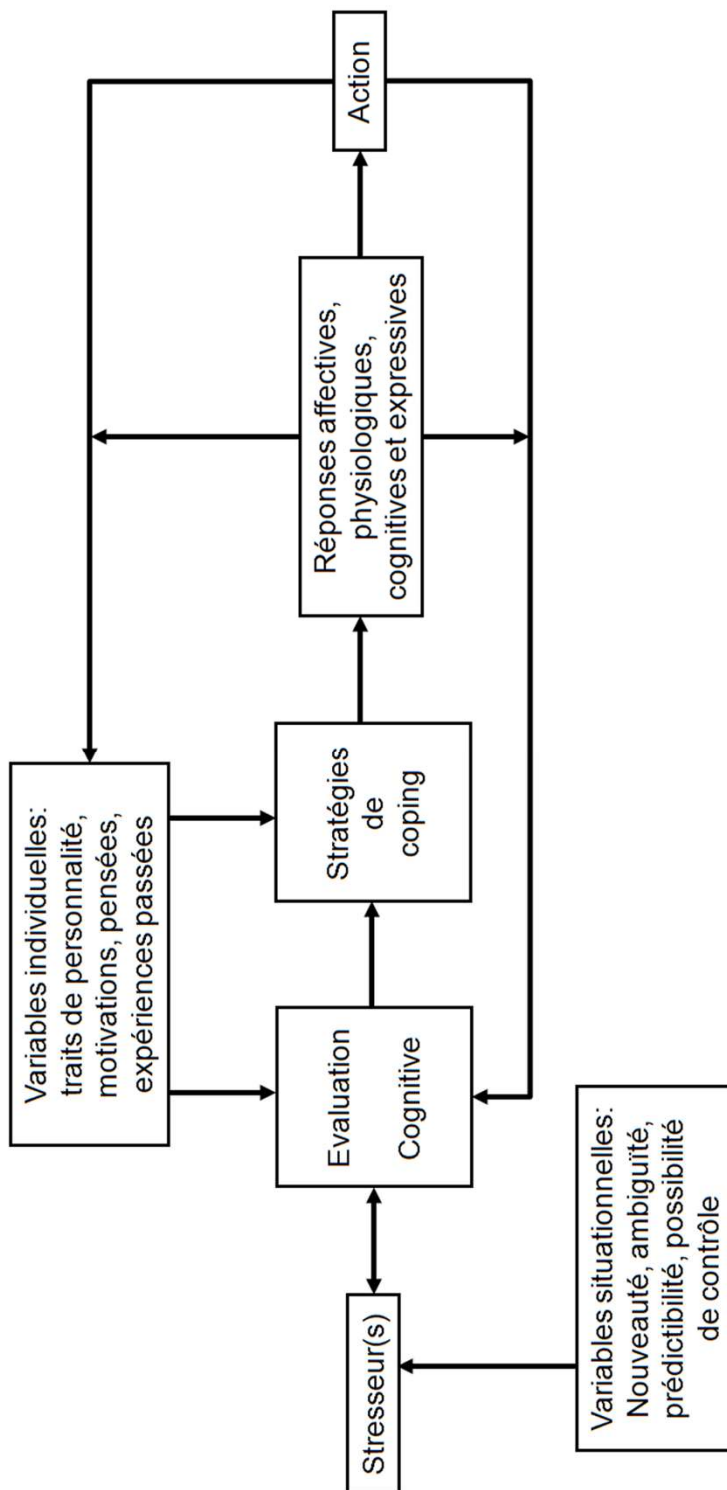 Variables individuelles:
traits de personnalité,
motivations, pensées,
expériences passées
Stresseur(s)
Evaluation
Cognitive
Stratégies
de
coping
Réponses affectives,
physiologiques,
cognitives et expressives
Action
Variables situationnelles:
Nouveauté, ambiguïté,
prédictibilité, possibilité
de contrôle